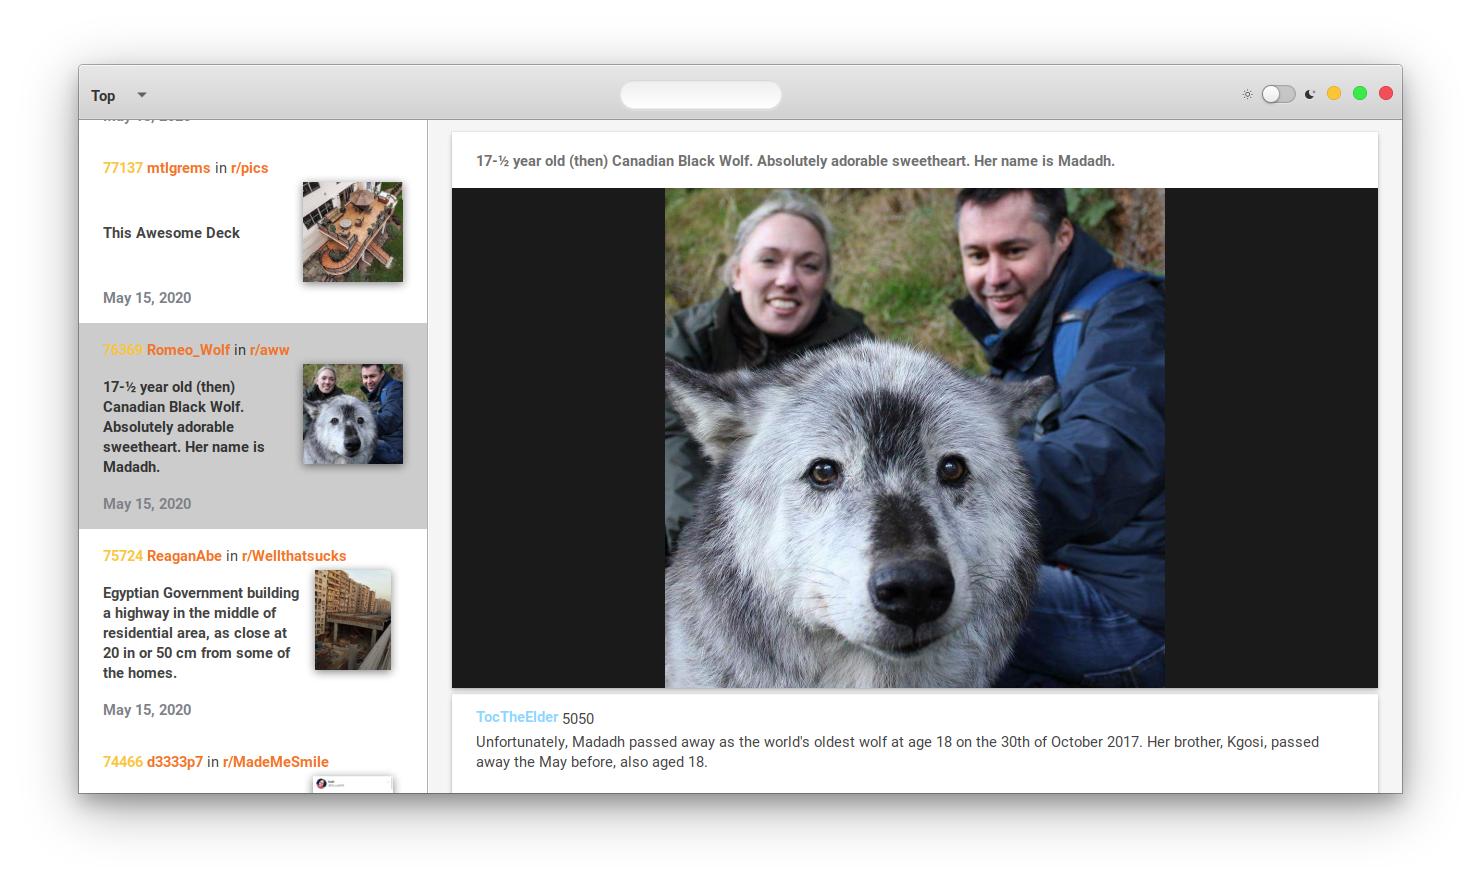 Top
77137 mtlgrems in r/pics
This Awesome Deck
May 15, 2020
76369 Romeo_Wolf in r/aww
17-½ year old (then)
Canadian Black Wolf.
Absolutely adorable
sweetheart. Her name is
Madadh.
May 15, 2020
75724 ReaganAbe in r/Wellthatsucks
Egyptian Government building
a highway in the middle of
residential area, as close at
20 in or 50 cm from some of
the homes.
May 15, 2020
74466 d3333p7 in r/MadeMeSmile
17-½ year old (then) Canadian Black Wolf. Absolutely adorable sweetheart. Her name is Madadh.
TocTheElder 5050
Unfortunately, Madadh passed away as the world's oldest wolf at age 18 on the 30th of October 2017. Her brother, Kgosi, passed
away the May before, also aged 18.